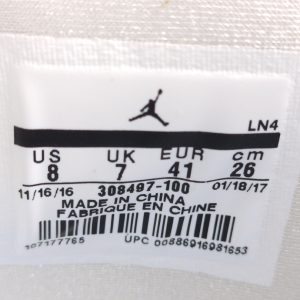 LN4
US UK EUR cm
8 7 41 26
11/16/16 308497-100 01/18/17
MADE IN CHINA
FABRIQUE EN CHINE
107177765
UPC 00886916981653